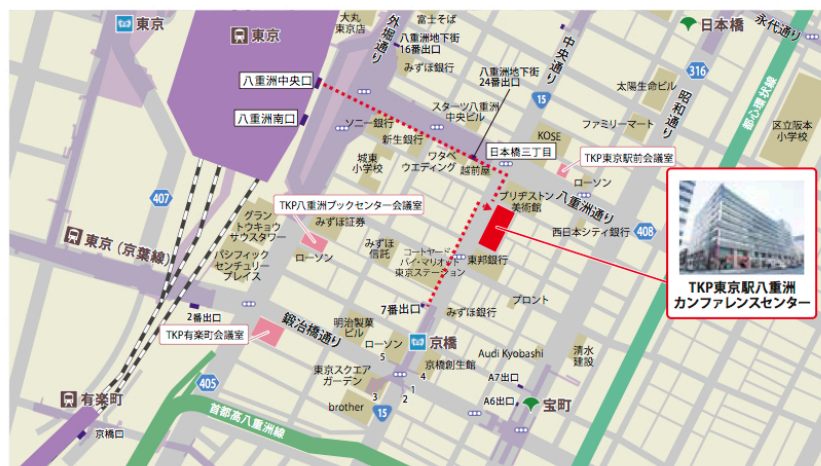 東京
東京
大丸
東京店
外堀通り
富士そば
八重洲地下街
16番出口
みずほ銀行
中央通り
日本橋
永代通り
八重洲中央口
八重洲地下街
24番出口
316
太陽生命ビル
昭和通り
都心環状線
15
スターツ八重洲
中央ビル
八重洲南口
ソニー銀行
新生銀行
KOSE
ファミリーマート
区立阪本
小学校
日本橋三丁目
TKP東京駅前会議室
城東
小学校
ワタベ
ウエディング
越前屋
ローソン
407
ブリヂストン
美術館
八重洲通り
TKP八重洲ブックセンター会議室
グラン
トウキョウ
サウスタワー
みずほ証券
408
西日本シティ銀行
東京 (京葉線)
パシフィック
センチュリー
プレイス
ローソン
みずほ
信託
コートヤード・
バイ・マリオット
東京ステーション
東邦銀行
TKP東京駅八重洲
カンファレンスセンター
2番出口
7番出口
みずほ銀行
プロント
鍛冶橋通り
明治製菓
ビル
TKP有楽町会議室
ローソン
京橋
5
京橋創生館
Audi Kyobashi
清水
建設
東京スクエア
ガーデン
4
3
1
2
A7出口
405
有楽町
首都高八重洲線
brother
15
A6出口
宝町
京橋口